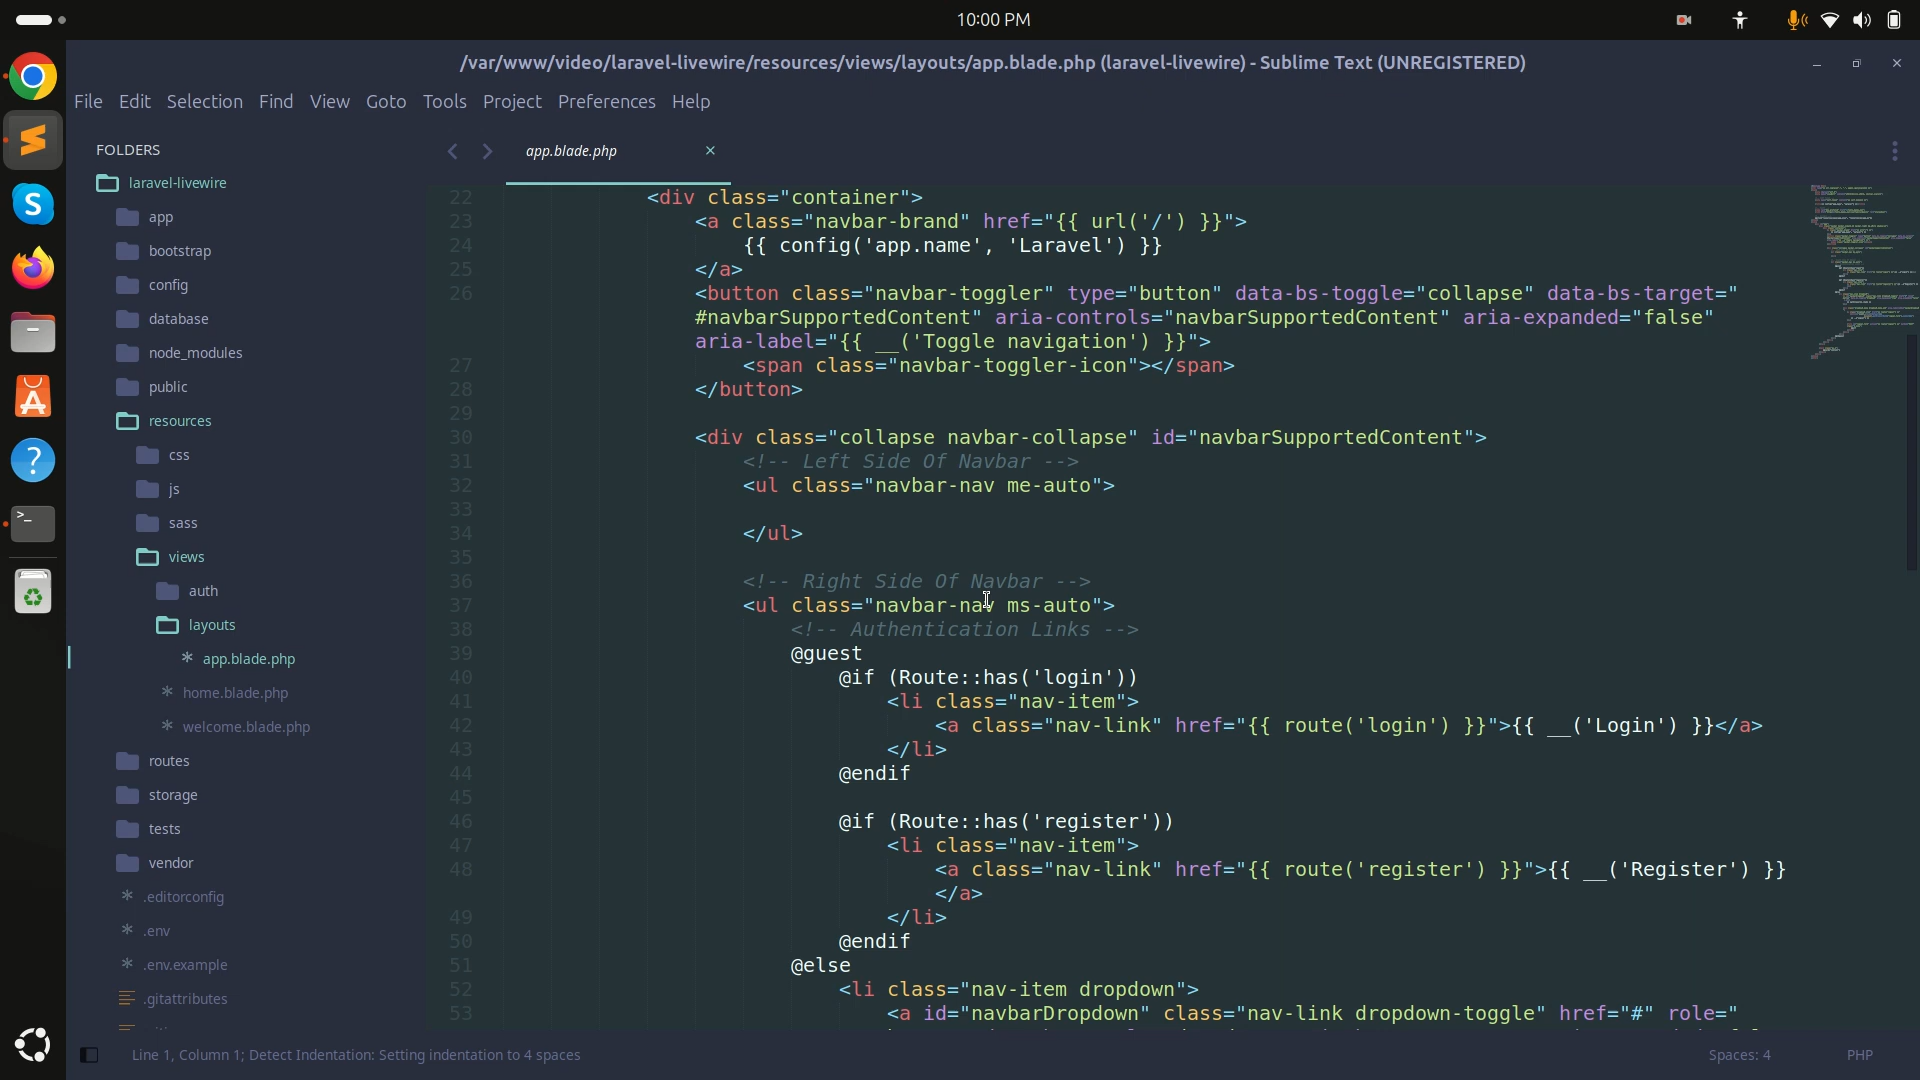 10:00 PM
/var/www/video/laravel-livewire/resources/views/layouts/app.blade.php (laravel-livewire) - Sublime Text (UNREGISTERED)
File Edit Selection Find View Goto Tools Project Preferences Help
FOLDERS
laravel-livewire
app
bootstrap
config
database
node_modules
public
resources
css
js
sass
views
auth
layouts
app.blade.php
home.blade.php
welcome.blade.php
routes
storage
tests
vendor
.editorconfig
.env
.env.example
.gitattributes
app.blade.php
22 <div class="container">
23 <a class="navbar-brand" href="{{ url('/') }}">
24 {{ config('app.name', 'Laravel') }}
25 </a>
26 <button class="navbar-toggler" type="button" data-bs-toggle="collapse" data-bs-target="
#navbarSupportedContent" aria-controls="navbarSupportedContent" aria-expanded="false"
aria-label="{{ __('Toggle navigation') }}">
27 <span class="navbar-toggler-icon"></span>
28 </button>
29
30 <div class="collapse navbar-collapse" id="navbarSupportedContent">
31 <!-- Left Side Of Navbar -->
32 <ul class="navbar-nav me-auto">
33
34 </ul>
35
36 <!-- Right Side Of Navbar -->
37 <ul class="navbar-nav ms-auto">
38 <!-- Authentication Links -->
39 @guest
40 @if (Route::has('login'))
41 <li class="nav-item">
42 <a class="nav-link" href="{{ route('login') }}">{{ __('Login') }}</a>
43 </li>
44 @endif
45
46 @if (Route::has('register'))
47 <li class="nav-item">
48 <a class="nav-link" href="{{ route('register') }}">{{ __('Register') }}
</a>
49 </li>
50 @endif
51 @else
52 <li class="nav-item dropdown">
53 <a id="navbarDropdown" class="nav-link dropdown-toggle" href="#" role="
Line 1, Column 1; Detect Indentation: Setting indentation to 4 spaces
Spaces: 4
PHP